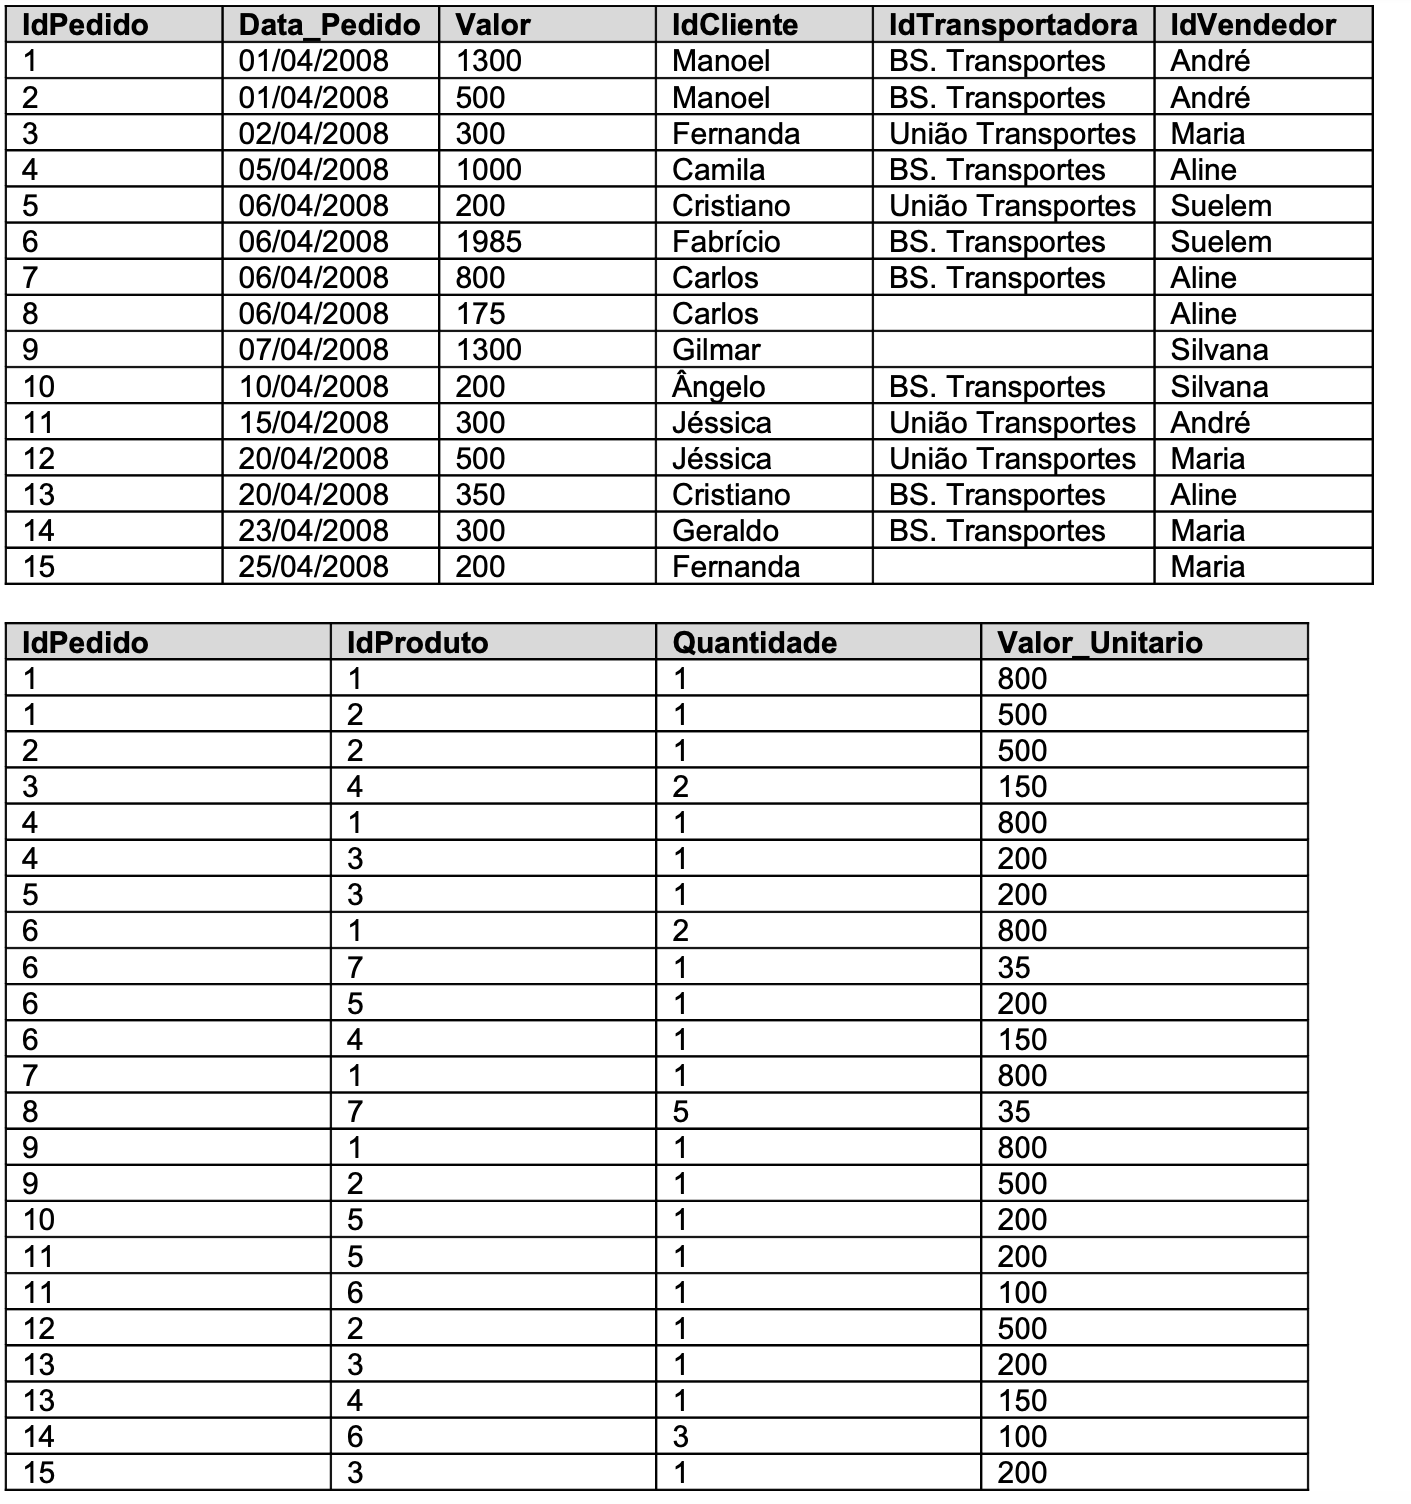 IdPedido Data_Pedido Valor IdCliente IdTransportadora IdVendedor
1 01/04/2008 1300 Manoel BS. Transportes André
2 01/04/2008 500 Manoel BS. Transportes André
3 02/04/2008 300 Fernanda União Transportes Maria
4 05/04/2008 1000 Camila BS. Transportes Aline
5 06/04/2008 200 Cristiano União Transportes Suelem
6 06/04/2008 1985 Fabrício BS. Transportes Suelem
7 06/04/2008 800 Carlos BS. Transportes Aline
8 06/04/2008 175 Carlos Aline
9 07/04/2008 1300 Gilmar Silvana
10 10/04/2008 200 Ângelo BS. Transportes Silvana
11 15/04/2008 300 Jéssica União Transportes André
12 20/04/2008 500 Jéssica União Transportes Maria
13 20/04/2008 350 Cristiano BS. Transportes Aline
14 23/04/2008 300 Geraldo BS. Transportes Maria
15 25/04/2008 200 Fernanda Maria
IdPedido IdProduto Quantidade Valor_Unitario
1 1 1 800
1 2 1 500
2 2 1 500
3 4 2 150
4 1 1 800
4 3 1 200
5 3 1 200
6 1 2 800
6 7 1 35
6 5 1 200
6 4 1 150
7 1 1 800
8 7 5 35
9 1 1 800
9 2 1 500
10 5 1 200
11 5 1 200
11 6 1 100
12 2 1 500
13 3 1 200
13 4 1 150
14 6 3 100
15 3 1 200